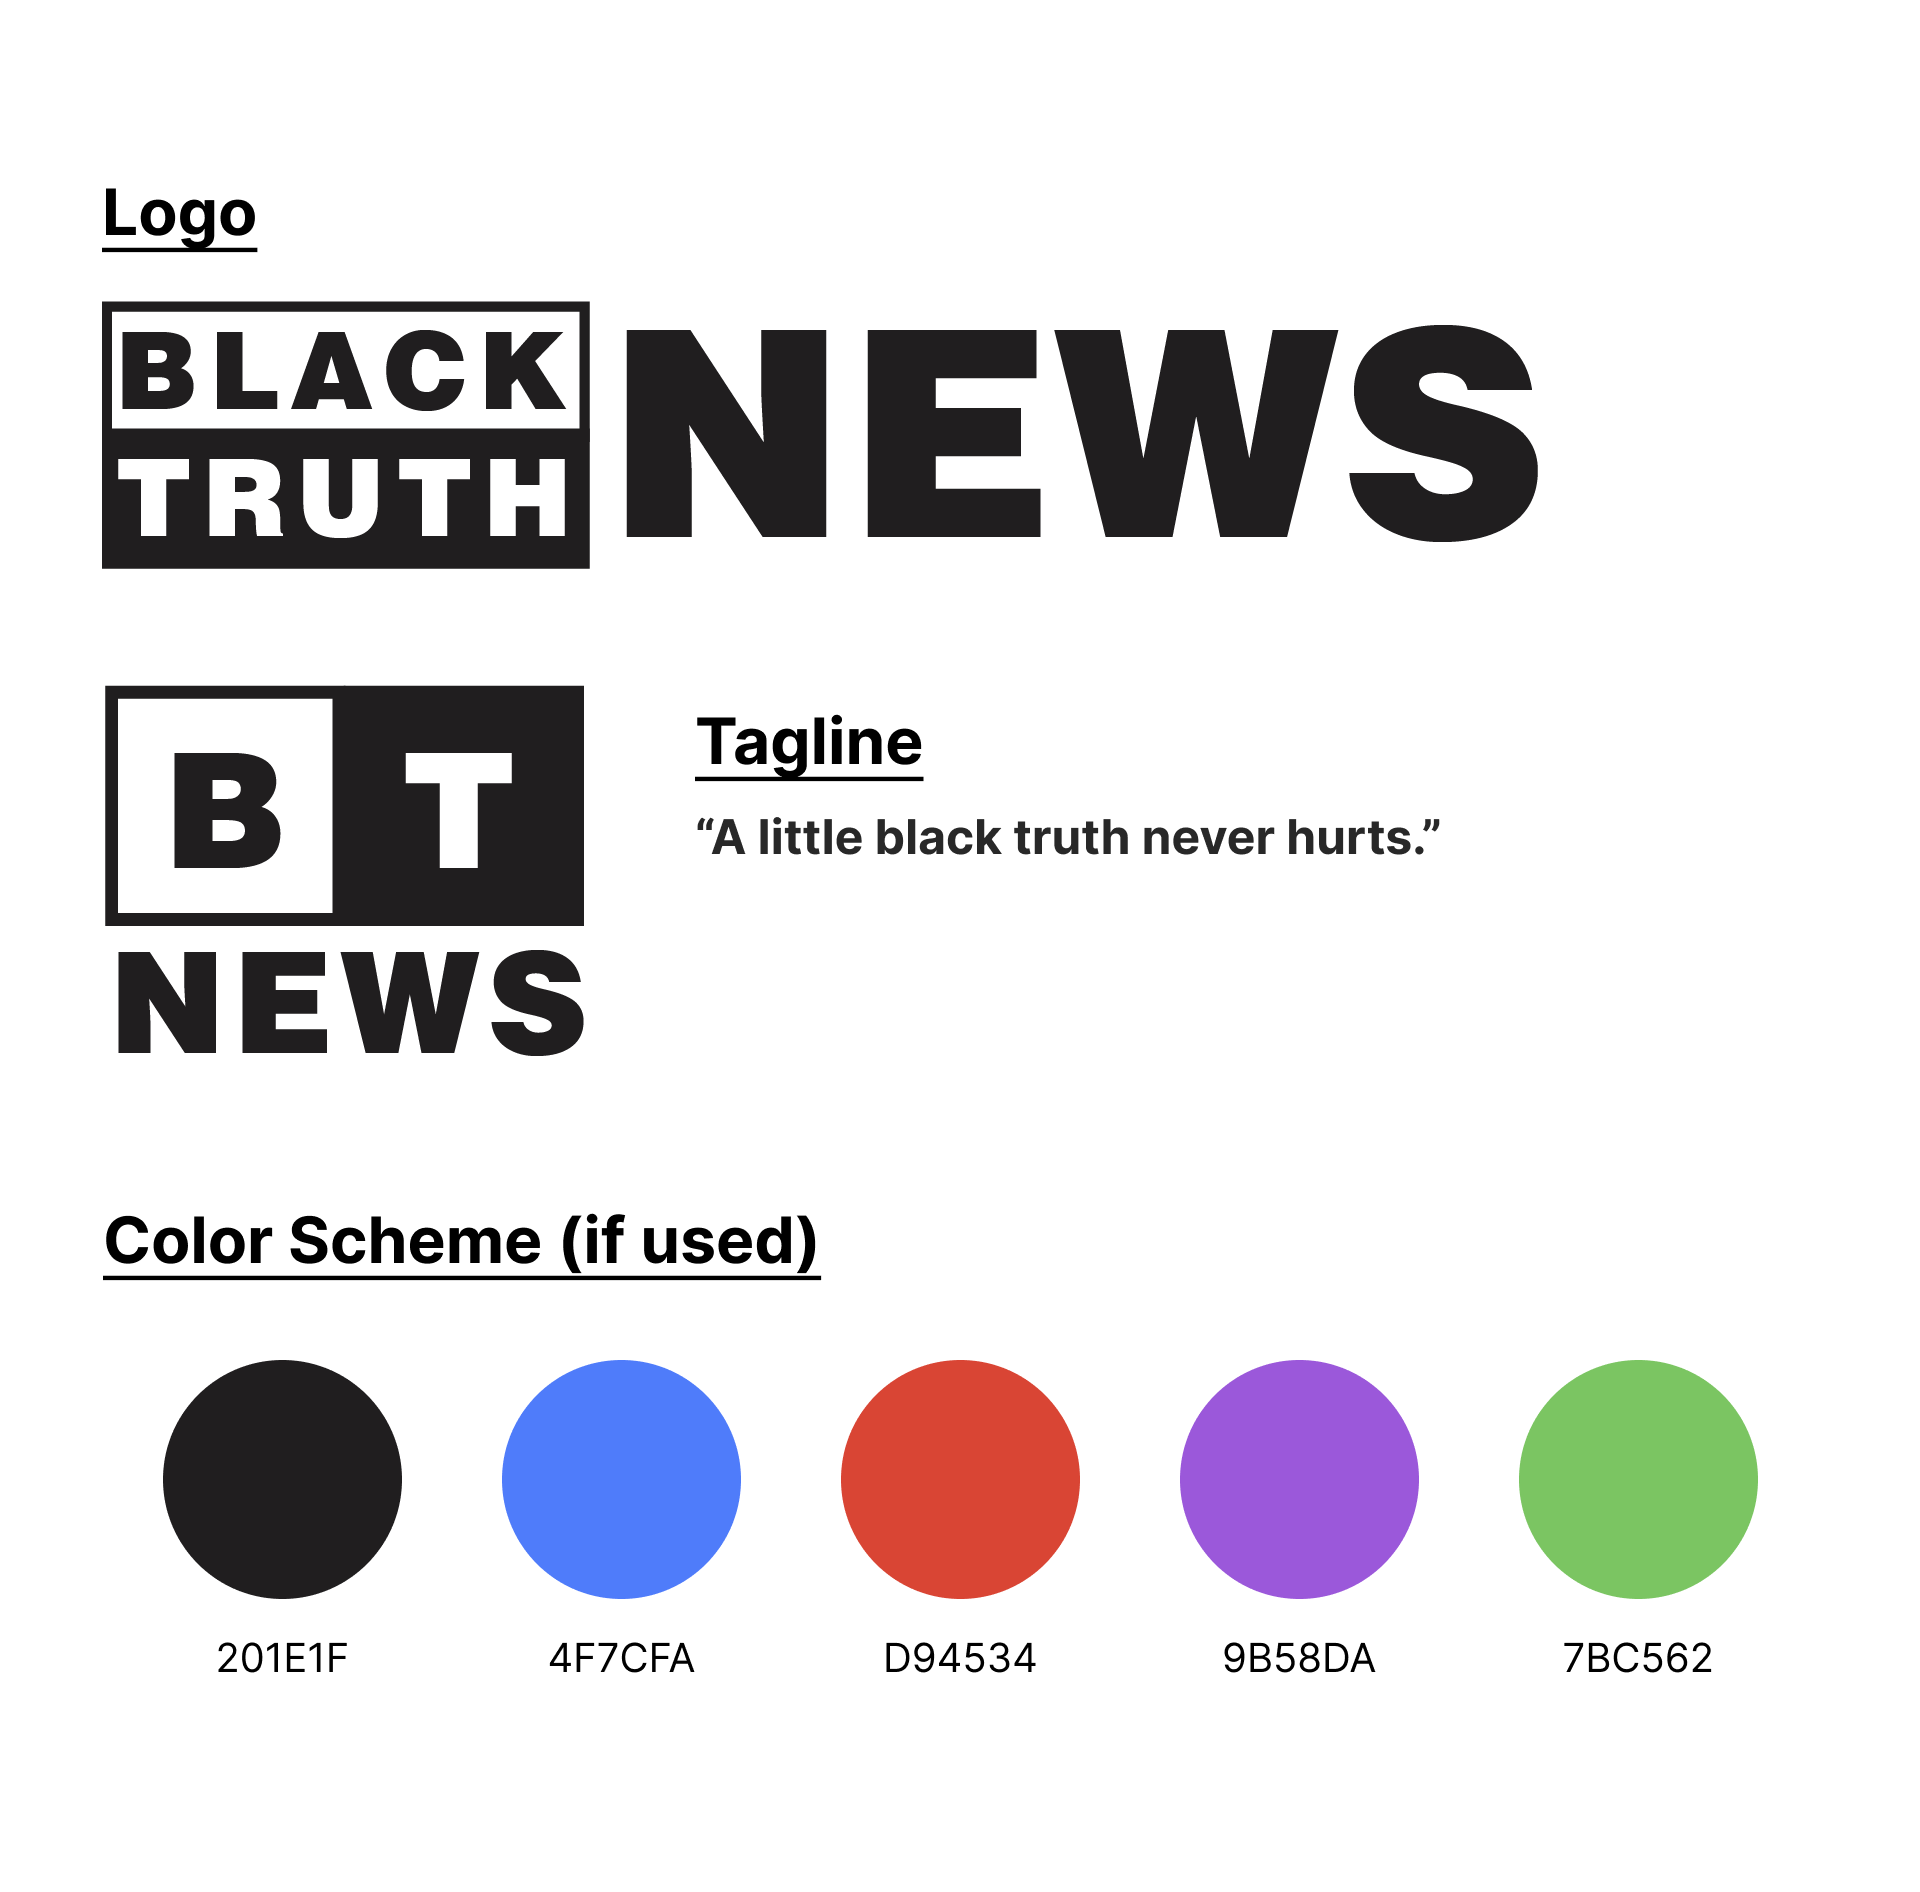 Logo
BLACK
TRUTH
NEWS
B T
NEWS
Tagline
“A little black truth never hurts.”
Color Scheme (if used)
201E1F 4F7CFA D94534 9B58DA 7BC562